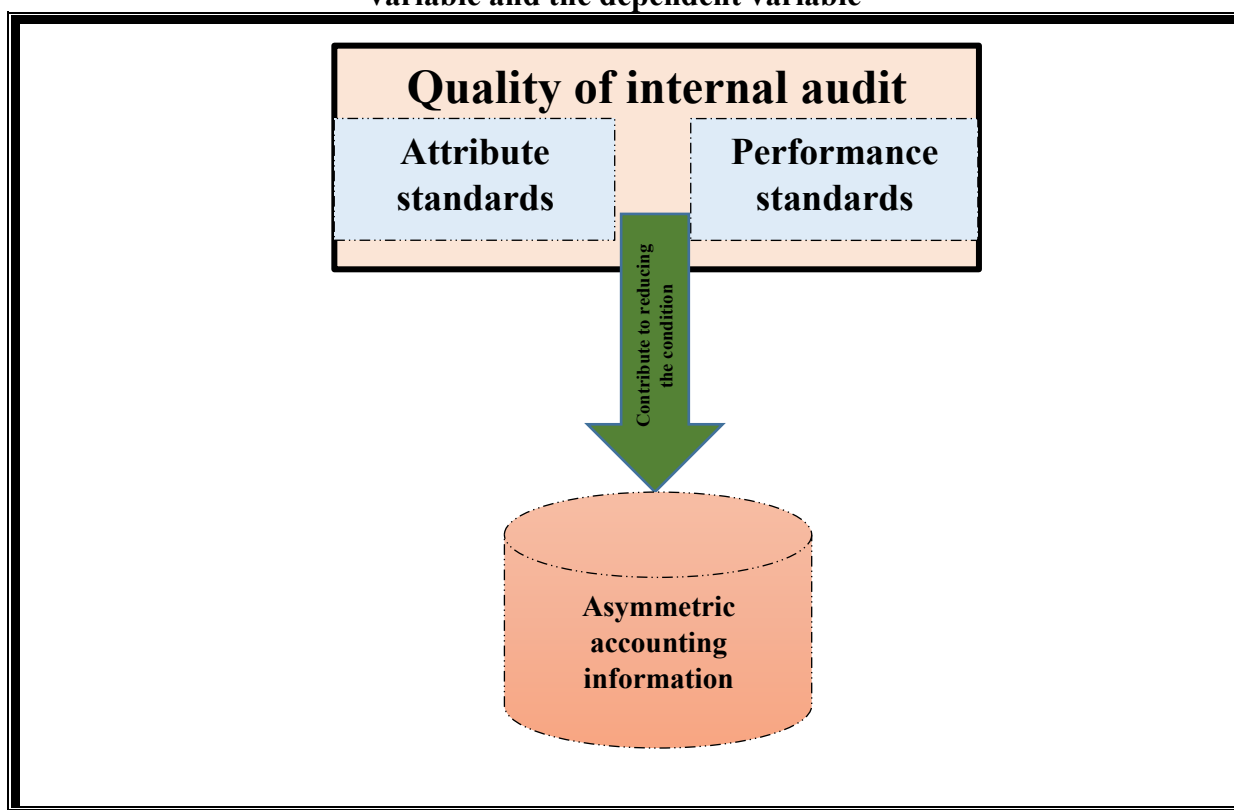 variable and the dependent variable
Quality of internal audit
Attribute
standards
Performance
standards
Contribute to reducing
the condition
Asymmetric
accounting
information